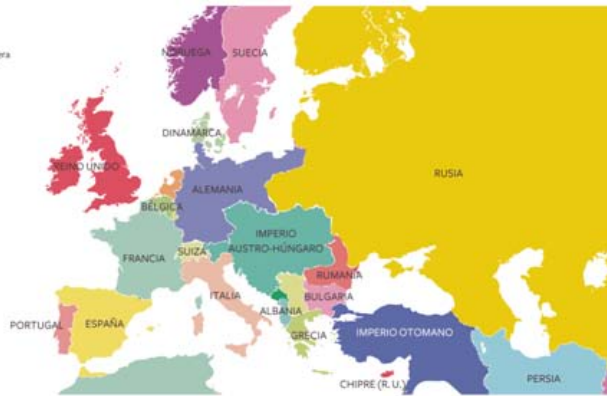 era
NORUEGA
SUECIA
DINAMARCA
REINO UNIDO
RUSIA
ALEMANIA
BÉLGICA
IMPERIO
AUSTRO-HÚNGARO
SUIZA
FRANCIA
RUMANÍA
ITALIA
BULGARIA
ALBANIA
PORTUGAL
ESPAÑA
GRECIA
IMPERIO OTOMANO
PERSIA
CHIPRE (R. U.)